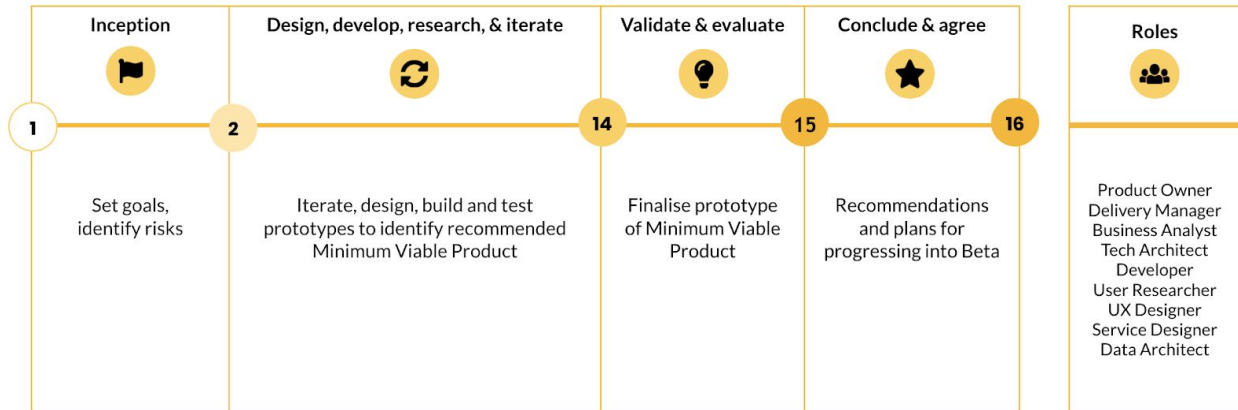 Inception
Design, develop, research, & iterate
Validate & evaluate
Conclude & agree
Roles
1
2
14
15
16
Set goals,
identify risks
Iterate, design, build and test
prototypes to identify recommended
Minimum Viable Product
Finalise prototype
of Minimum Viable
Product
Recommendations
and plans for
progressing into Beta
Product Owner
Delivery Manager
Business Analyst
Tech Architect
Developer
User Researcher
UX Designer
Service Designer
Data Architect